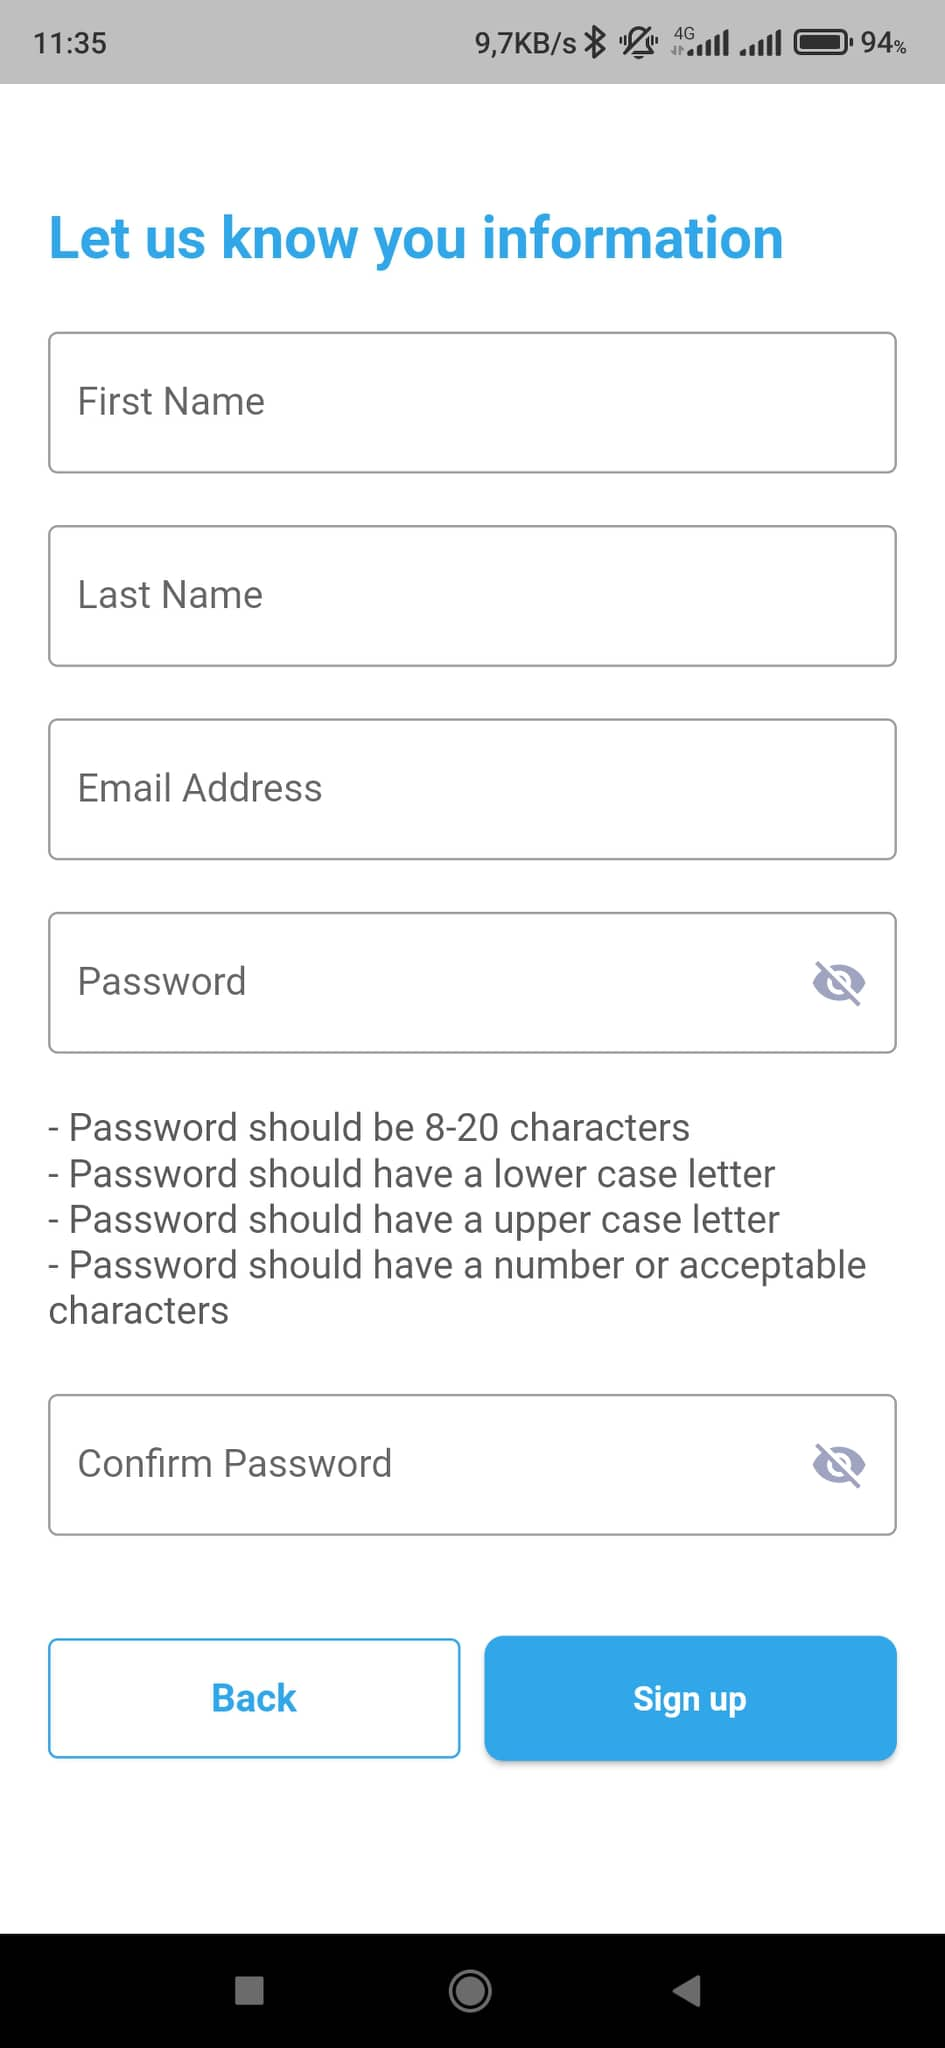 11:35
9,7KB/s 4G 94%
Let us know you information
First Name
Last Name
Email Address
Password
- Password should be 8-20 characters
- Password should have a lower case letter
- Password should have a upper case letter
- Password should have a number or acceptable
characters
Confirm Password
Back
Sign up